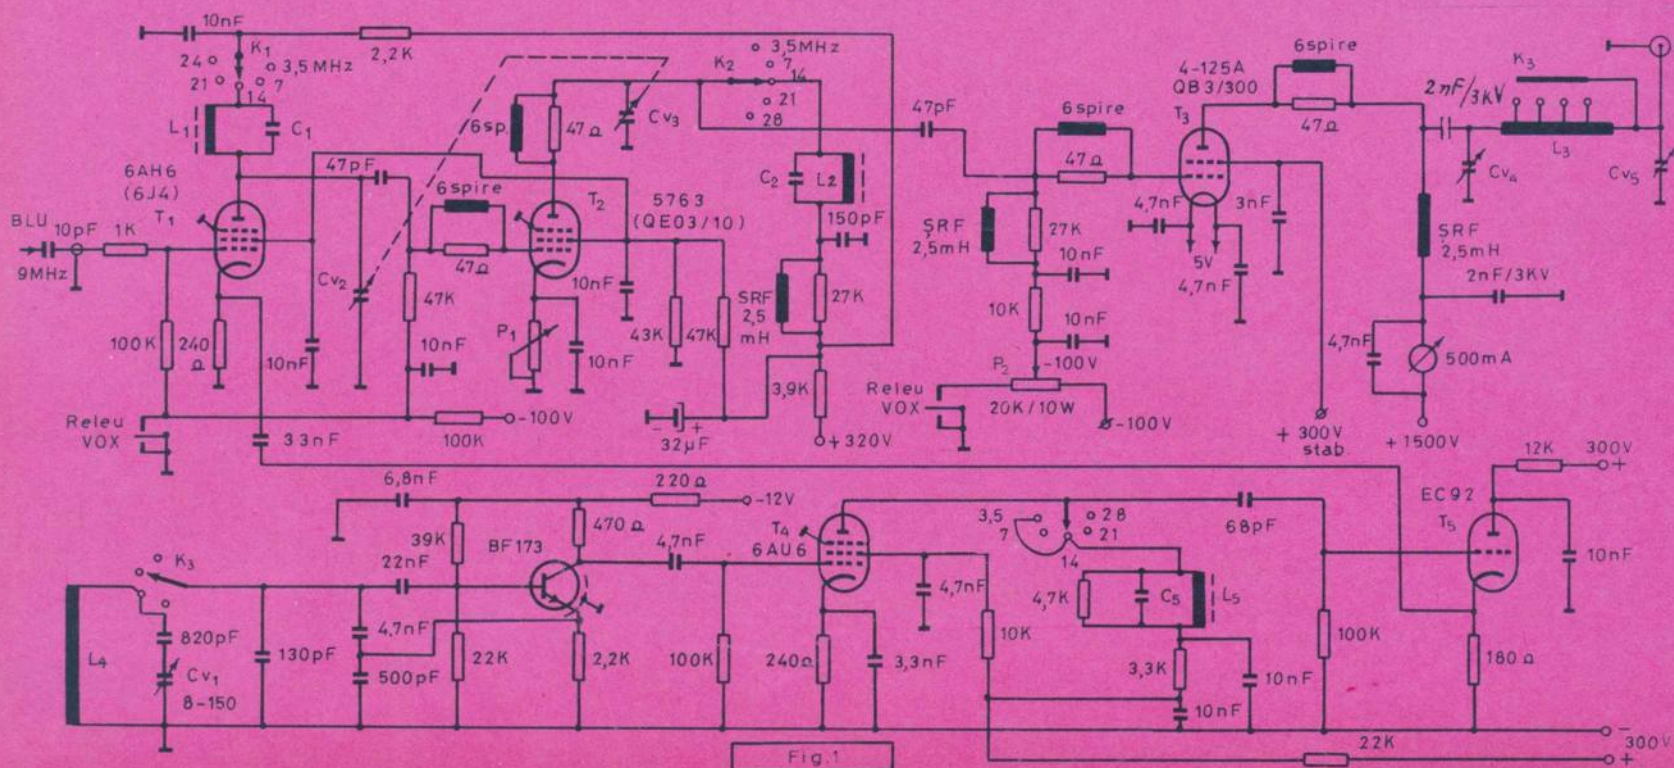 10nF
2,2K
K1
24
21
14
7
3,5MHz
L1
C1
6AH6
(6J4)
T1
BLU
10pF
1K
9MHz
100K
240
Ω
10nF
Releu
VOX
33nF
47pF
6spire
47Ω
Cv2
47K
10nF
100K
-100V
6sp.
47Ω
Cv3
T2
5763
(QE03/10)
P1
10nF
10nF
43K
47K
32µF
- +
K2
3,5MHz
7
14
21
28
C2
L2
150pF
SRF
2,5
mH
27K
3,9K
+320V
47pF
6spire
47Ω
ȘRF
2,5mH
27K
10nF
10K
10nF
P2
-100V
20K/10W
-100V
Releu
VOX
4-125A
QB3/300
T3
6spire
47Ω
4,7nF
5V
4,7nF
3nF
+300V
stab.
2nF/3KV
K3
L3
Cv4
Cv5
ȘRF
2,5mH
2nF/3KV
4,7nF
500mA
+1500V
6,8nF
220Ω
-12V
39K
470Ω
BF173
22nF
4,7nF
K3
L4
820pF
Cv1
8-150
130pF
4,7nF
500pF
22K
2,2K
T4
6AU6
100K
240Ω
3,3nF
4,7nF
10K
3,5
7
14
28
21
4,7K
C5
L5
3,3K
10nF
10nF
68pF
100K
EC92
T5
12K
300V
+
10nF
180Ω
-
22K
300V
+
Fig.1